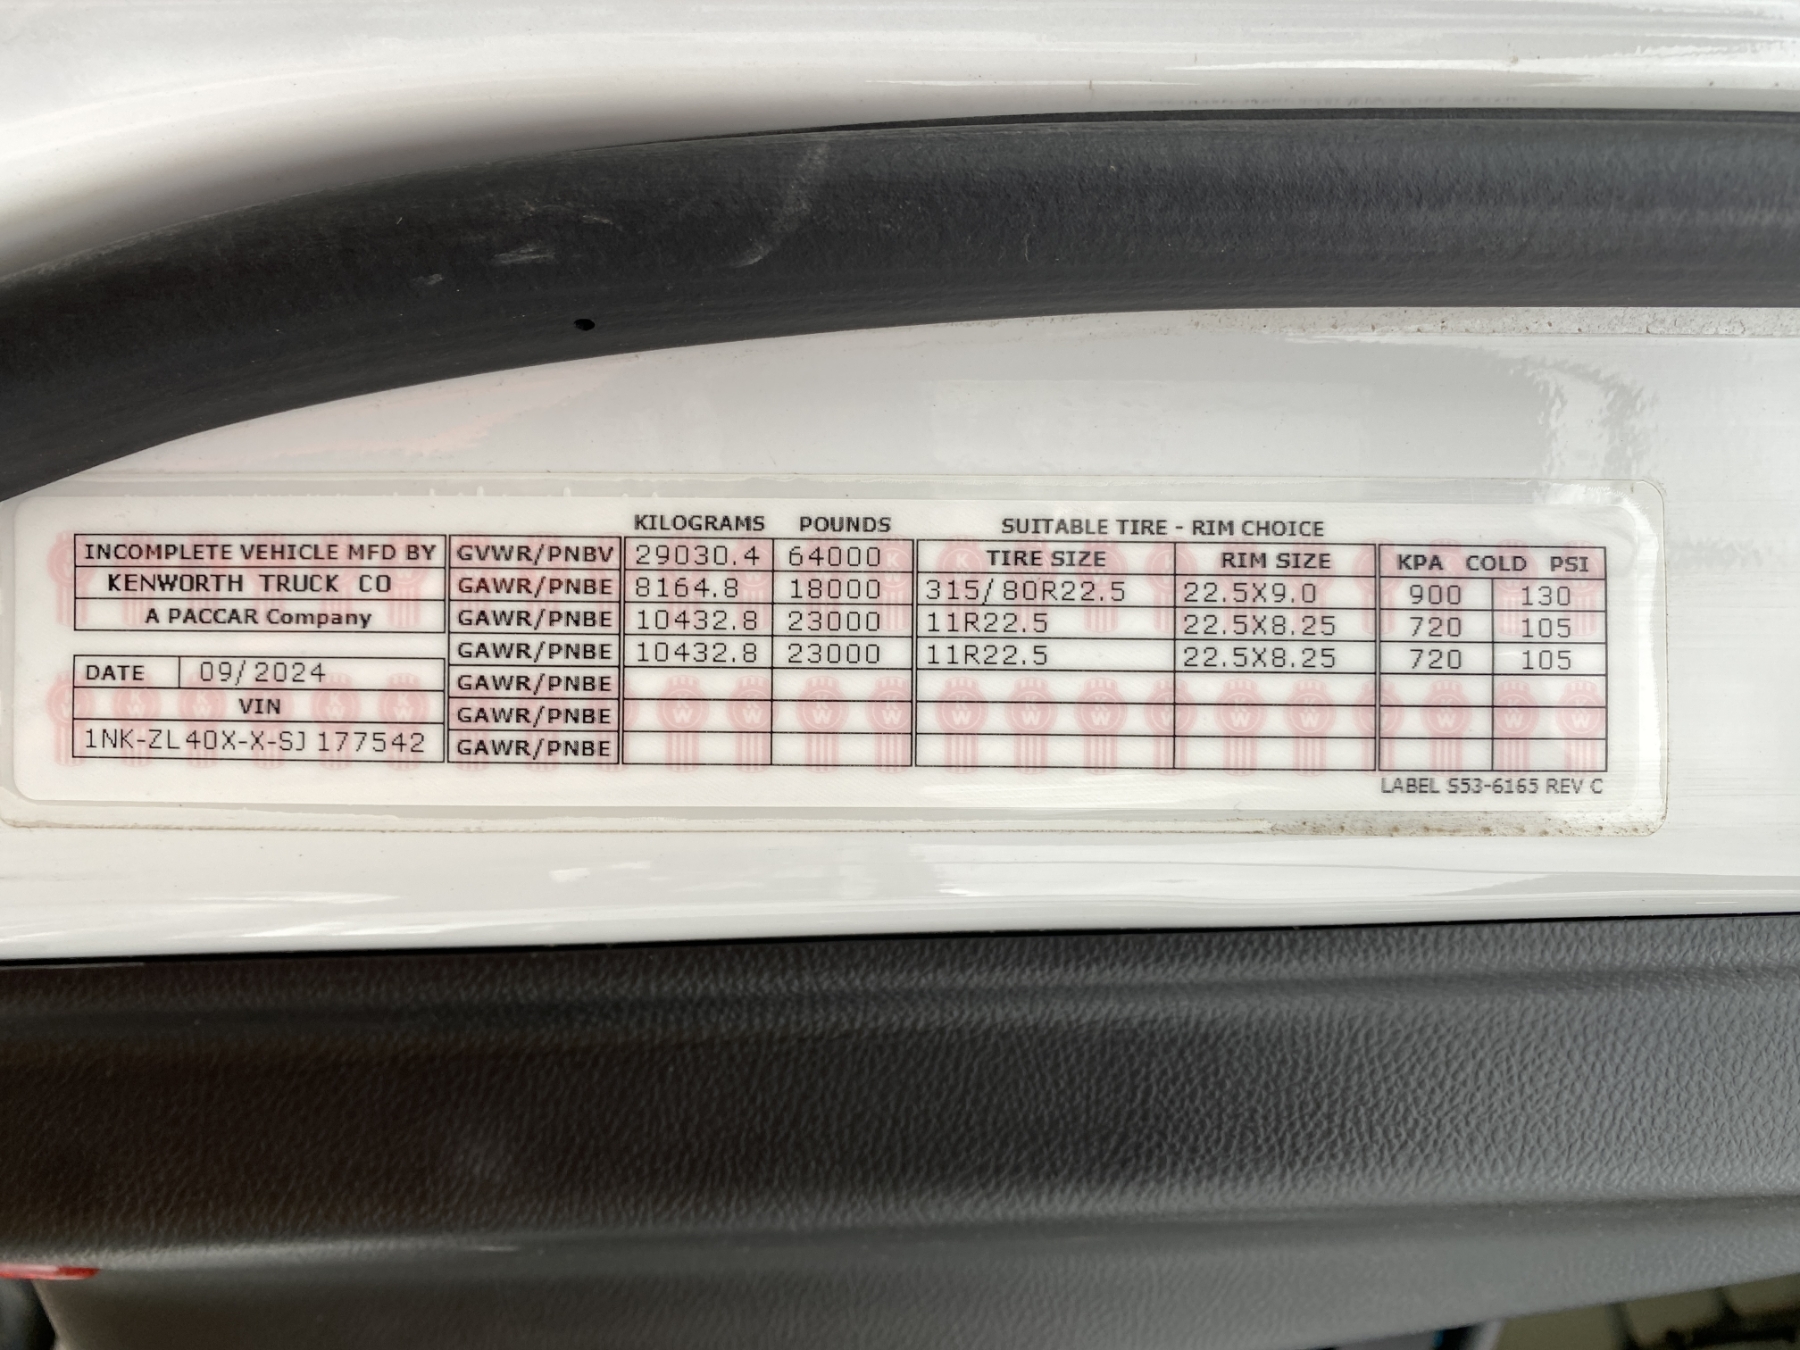 KILOGRAMS POUNDS SUITABLE TIRE - RIM CHOICE
INCOMPLETE VEHICLE MFD BY GVWR/PNBV 29030.4 64000 TIRE SIZE RIM SIZE KPA COLD PSI
KENWORTH TRUCK CO GAWR/PNBE 8164.8 18000 315/80R22.5 22.5X9.0 900 130
A PACCAR Company GAWR/PNBE 10432.8 23000 11R22.5 22.5X8.25 720 105
GAWR/PNBE 10432.8 23000 11R22.5 22.5X8.25 720 105
DATE 09/2024 GAWR/PNBE
VIN GAWR/PNBE
1NK-ZL40X-X-SJ177542 GAWR/PNBE
LABEL S53-6165 REV C